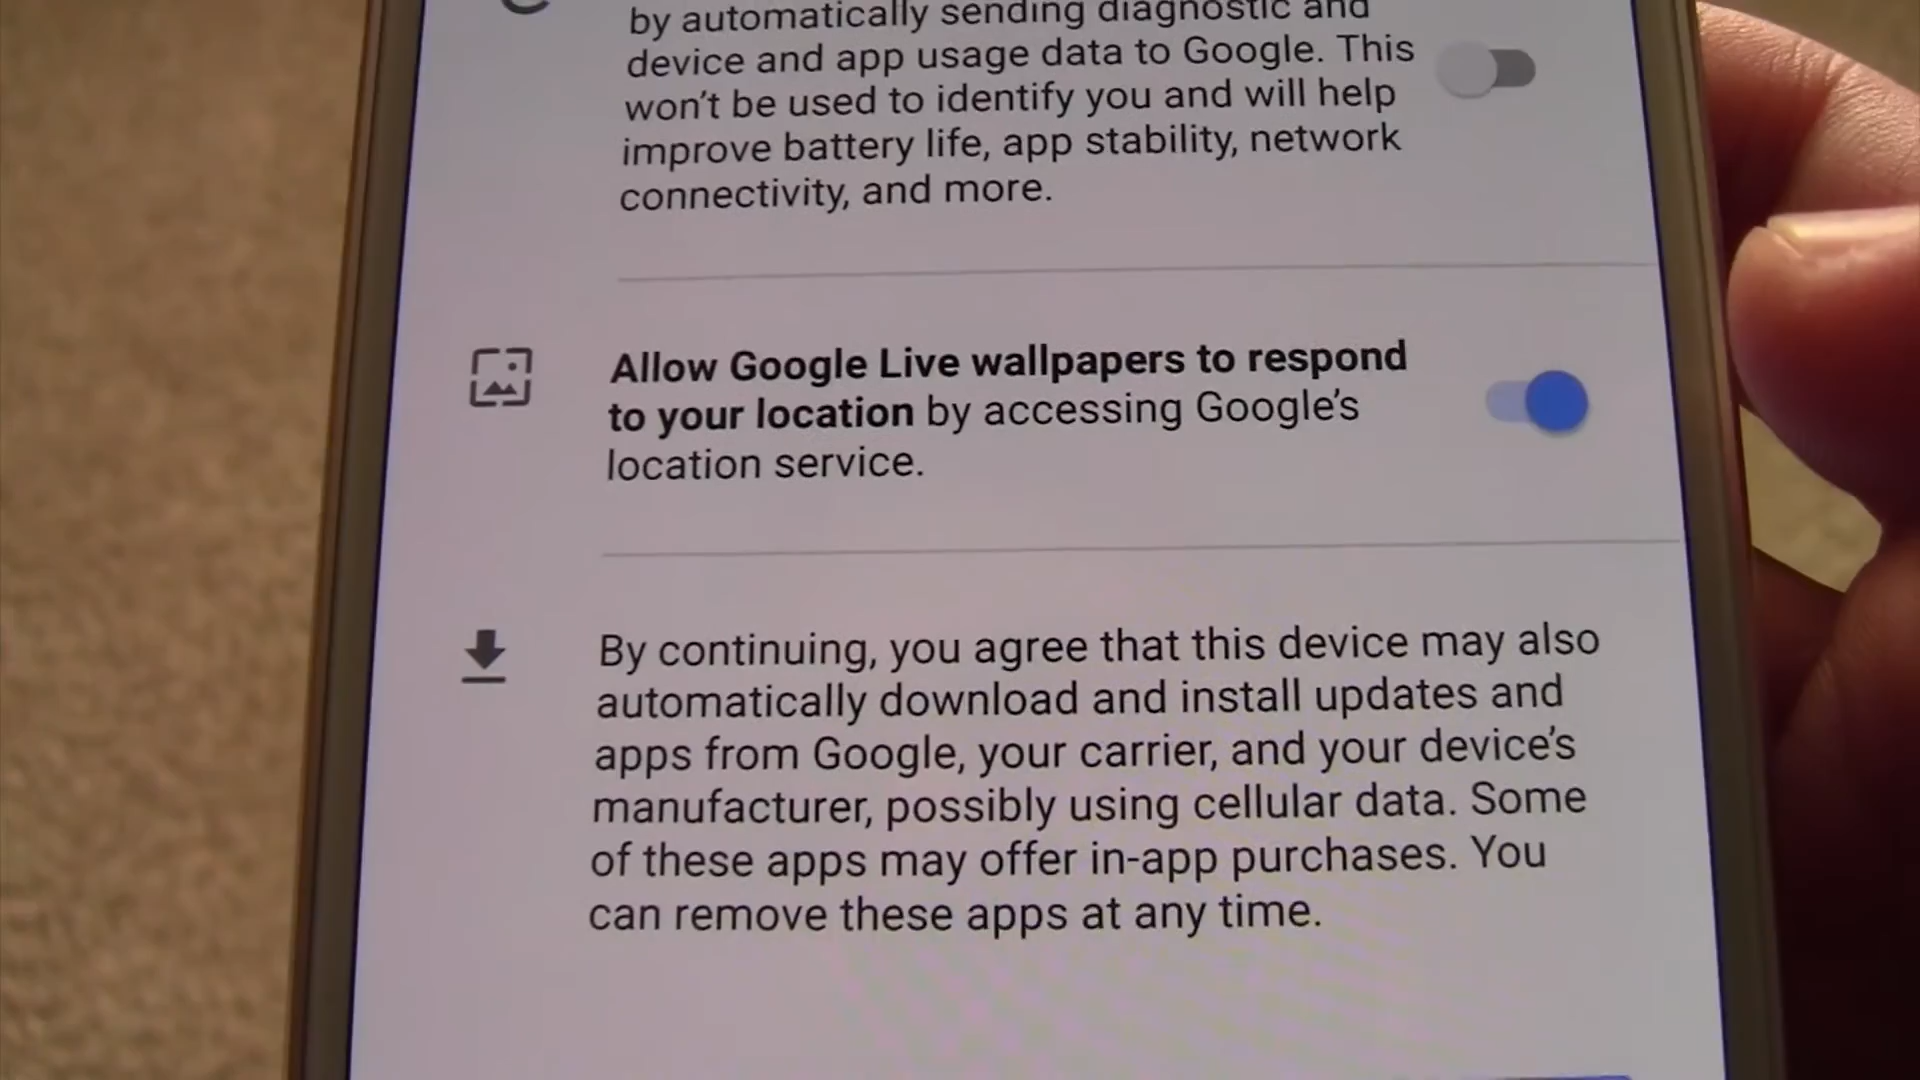 by automatically sending diagnostic and
device and app usage data to Google. This
won't be used to identify you and will help
improve battery life, app stability, network
connectivity, and more.
Allow Google Live wallpapers to respond
to your location by accessing Google's
location service.
By continuing, you agree that this device may also
automatically download and install updates and
apps from Google, your carrier, and your device's
manufacturer, possibly using cellular data. Some
of these apps may offer in-app purchases. You
can remove these apps at any time.